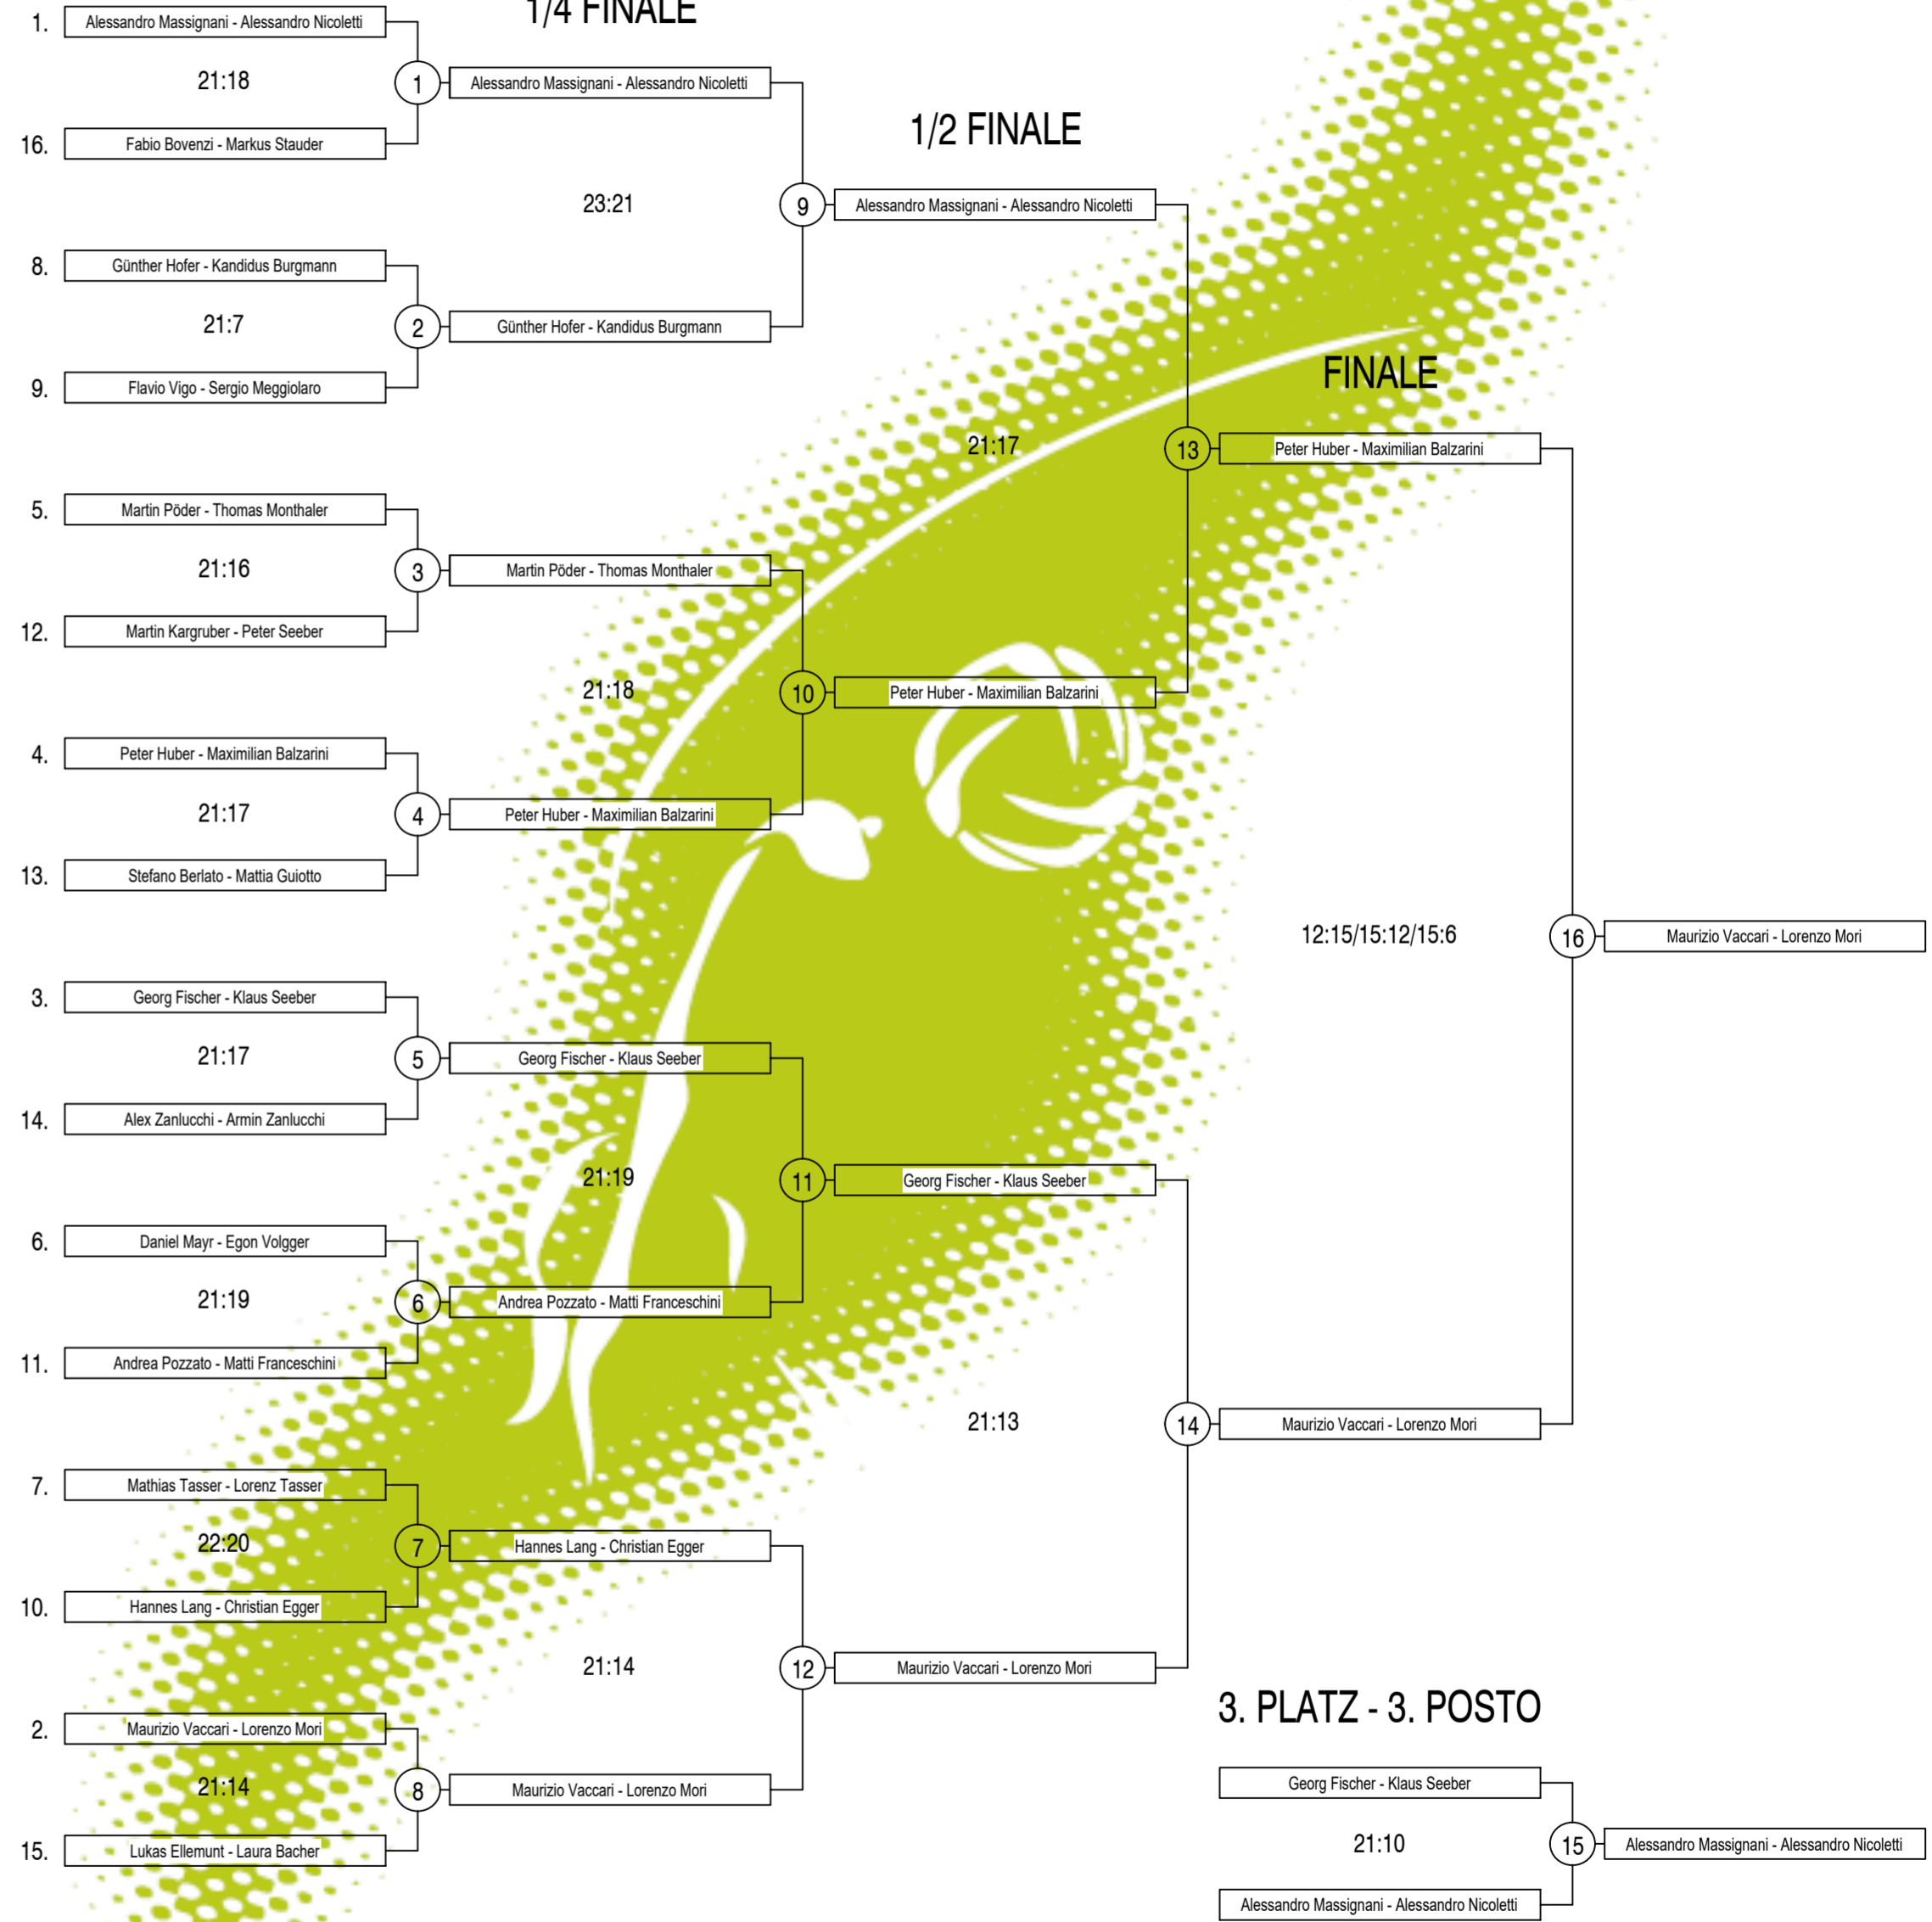 1/4 FINALE
1. Alessandro Massignani - Alessandro Nicoletti
21:18
1
Alessandro Massignani - Alessandro Nicoletti
16. Fabio Bovenzi - Markus Stauder
1/2 FINALE
23:21
9
Alessandro Massignani - Alessandro Nicoletti
8. Günther Hofer - Kandidus Burgmann
21:7
2
Günther Hofer - Kandidus Burgmann
9. Flavio Vigo - Sergio Meggiolaro
FINALE
21:17
13
Peter Huber - Maximilian Balzarini
5. Martin Pöder - Thomas Monthaler
21:16
3
Martin Pöder - Thomas Monthaler
12. Martin Kargruber - Peter Seeber
21:18
10
Peter Huber - Maximilian Balzarini
4. Peter Huber - Maximilian Balzarini
21:17
4
Peter Huber - Maximilian Balzarini
13. Stefano Berlato - Mattia Guiotto
12:15/15:12/15:6
16
Maurizio Vaccari - Lorenzo Mori
3. Georg Fischer - Klaus Seeber
21:17
5
Georg Fischer - Klaus Seeber
14. Alex Zanlucchi - Armin Zanlucchi
21:19
11
Georg Fischer - Klaus Seeber
6. Daniel Mayr - Egon Volgger
21:19
6
Andrea Pozzato - Matti Franceschini
11. Andrea Pozzato - Matti Franceschini
21:13
14
Maurizio Vaccari - Lorenzo Mori
7. Mathias Tasser - Lorenz Tasser
22:20
7
Hannes Lang - Christian Egger
10. Hannes Lang - Christian Egger
21:14
12
Maurizio Vaccari - Lorenzo Mori
2. Maurizio Vaccari - Lorenzo Mori
21:14
8
Maurizio Vaccari - Lorenzo Mori
15. Lukas Ellemunt - Laura Bacher
3. PLATZ - 3. POSTO
Georg Fischer - Klaus Seeber
21:10
15
Alessandro Massignani - Alessandro Nicoletti
Alessandro Massignani - Alessandro Nicoletti